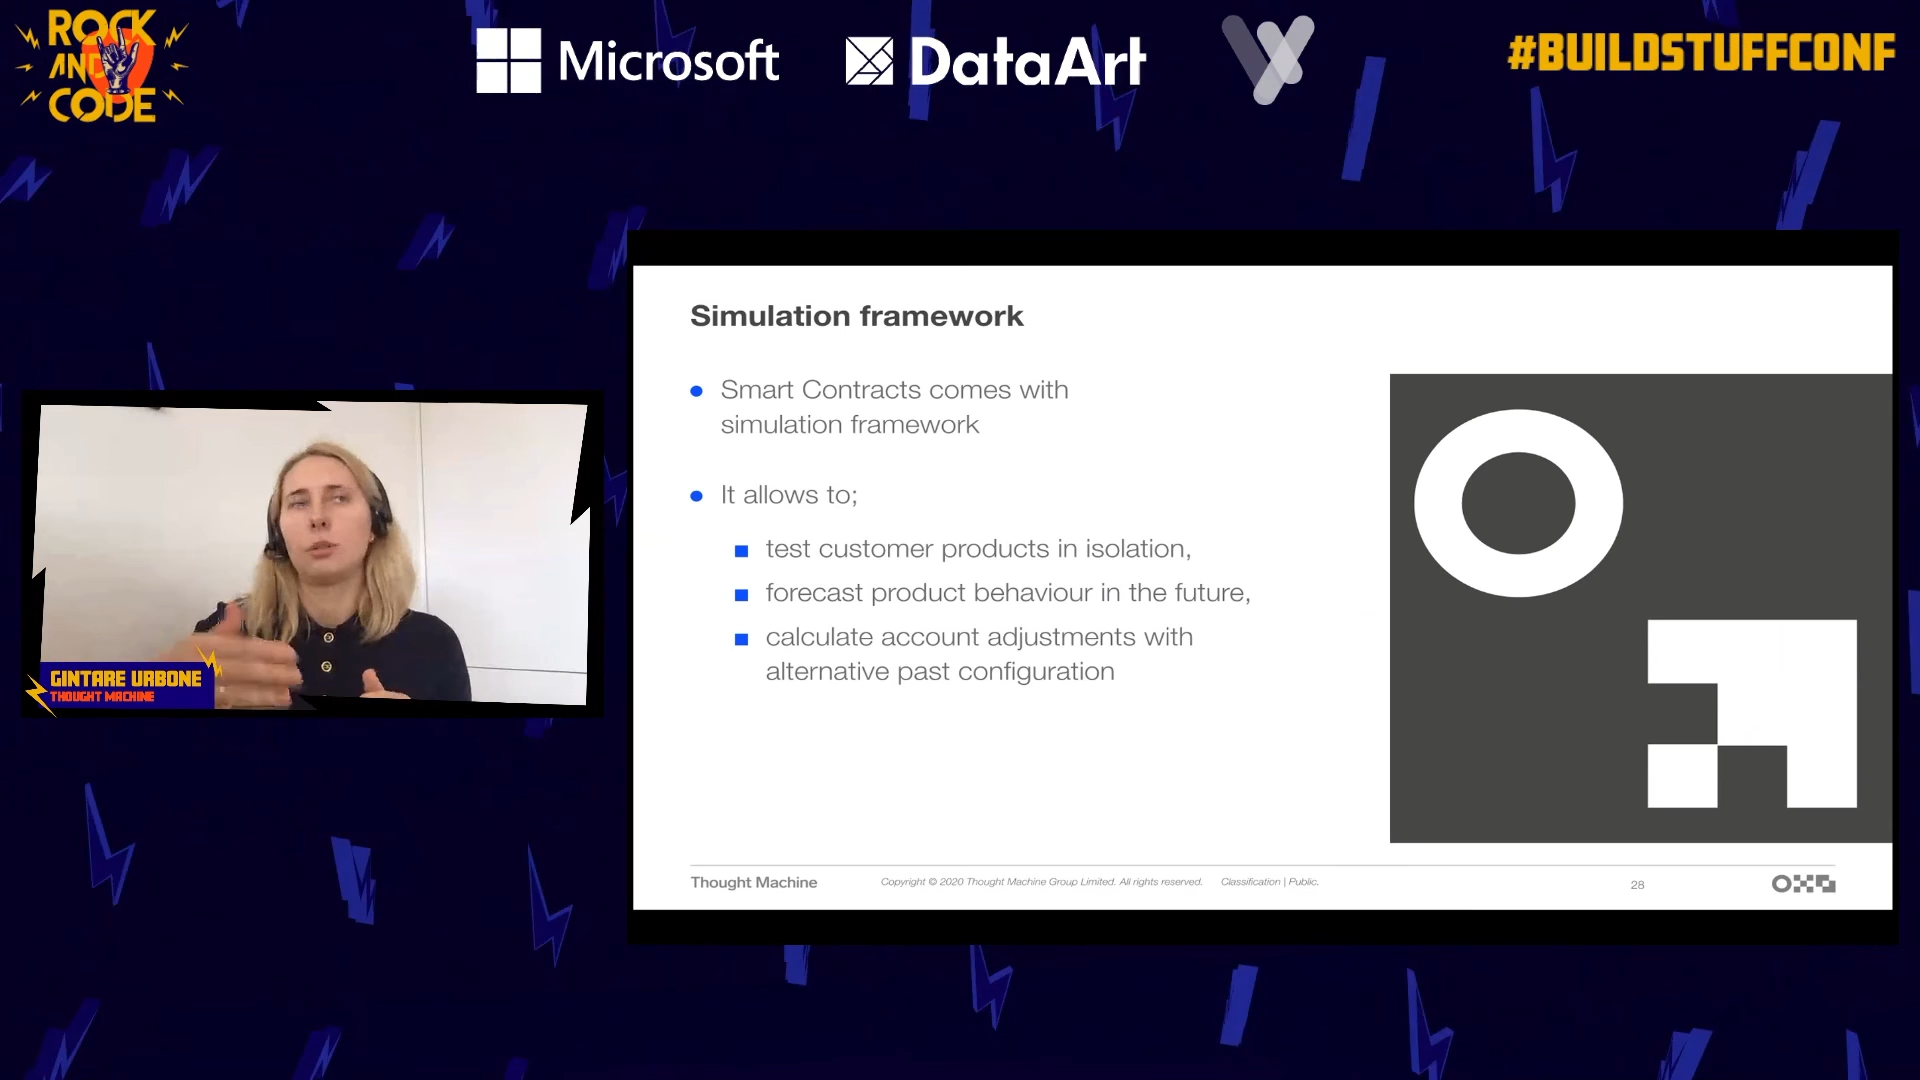 ROCK
AND
CODE
Microsoft
DataArt
#BUILDSTUFFCONF
Simulation framework
Smart Contracts comes with
simulation framework
It allows to;
test customer products in isolation,
forecast product behaviour in the future,
calculate account adjustments with
alternative past configuration
GINTARE URBONE
THOUGHT MACHINE
Thought Machine
Copyright © 2020 Thought Machine Group Limited. All rights reserved.
Classification | Public.
28